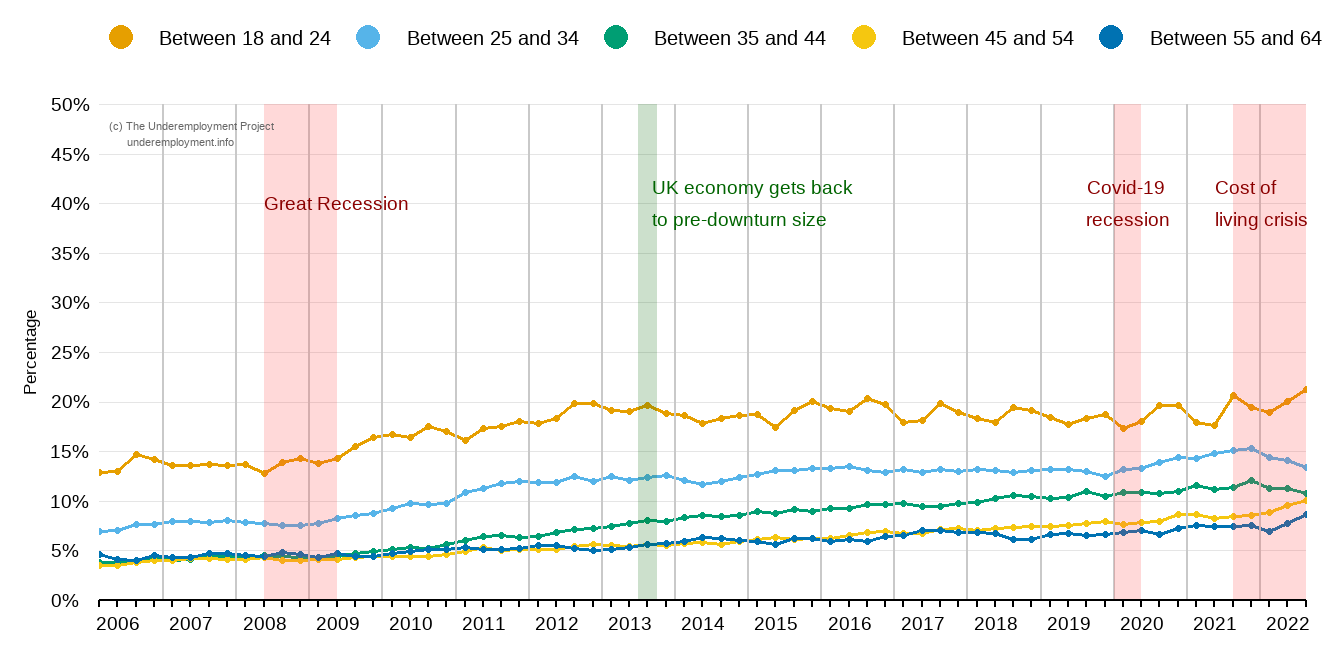 Between 18 and 24 Between 25 and 34 Between 35 and 44 Between 45 and 54 Between 55 and 64
50%
(c) The Underemployment Project
underemployment.info
45%
UK economy gets back
Covid-19
Cost of
40%
Great Recession
to pre-downturn size
recession
living crisis
35%
30%
Percentage
25%
20%
15%
10%
5%
0%
2006 2007 2008 2009 2010 2011 2012 2013 2014 2015 2016 2017 2018 2019 2020 2021 2022